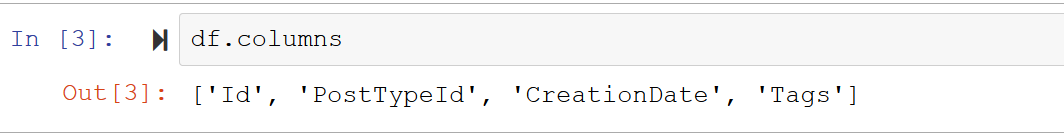 In [3]: df.columns
Out[3]: ['Id', 'PostTypeId', 'CreationDate', 'Tags']